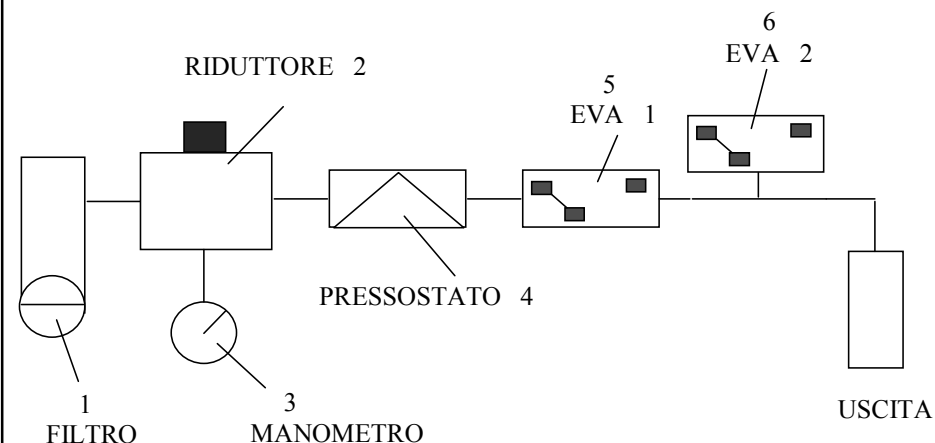 6
EVA 2
RIDUTTORE 2
5
EVA 1
PRESSOSTATO 4
1
FILTRO
3
MANOMETRO
USCITA